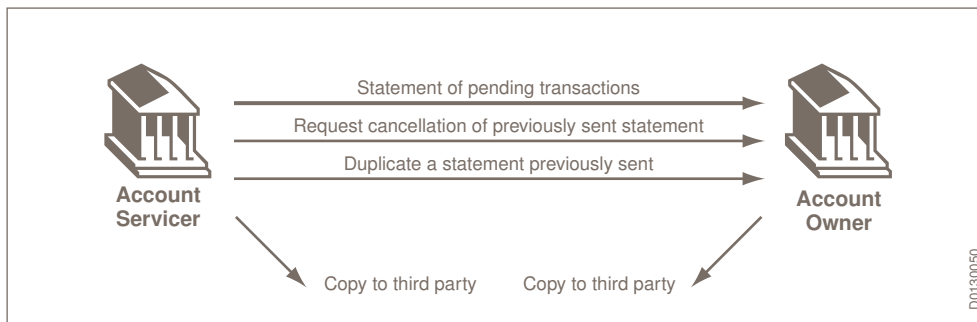 Statement of pending transactions
Request cancellation of previously sent statement
Duplicate a statement previously sent
Account
Servicer
Account
Owner
Copy to third party
Copy to third party
D0130050